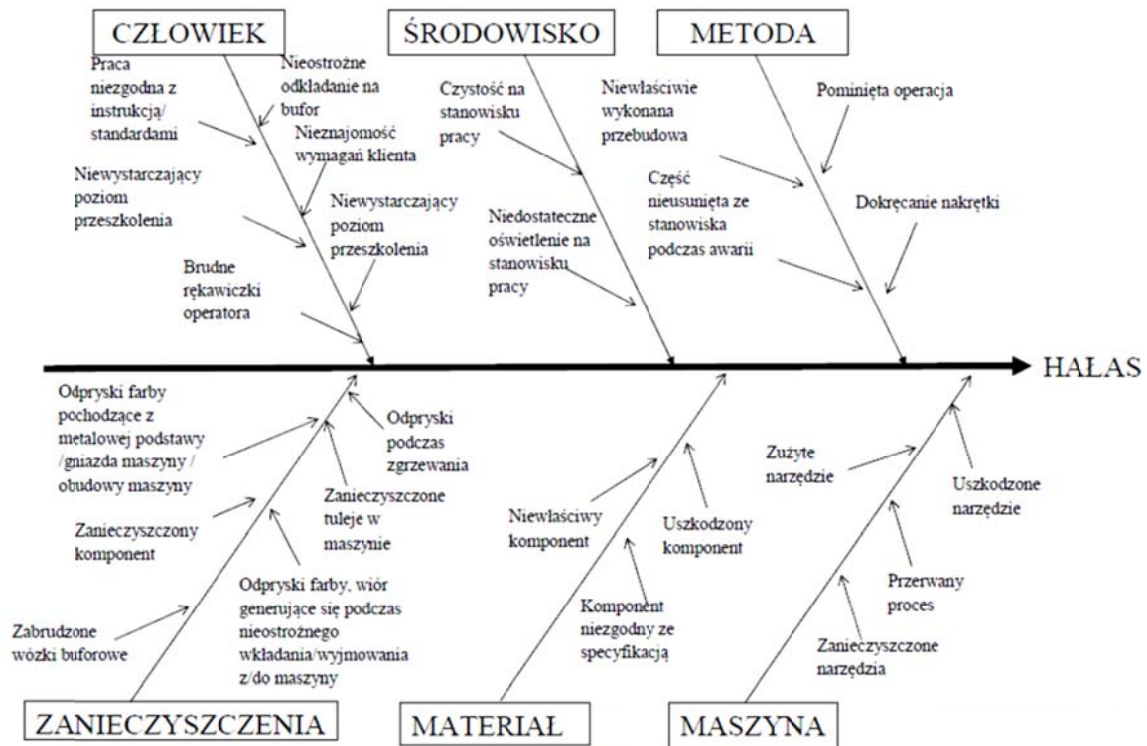 CZŁOWIEK
ŚRODOWISKO
METODA
Praca
niezgodna z
instrukcją/
standardami
Nieostrożne
odkładanie na
bufor
Nieznajomość
wymagań klienta
Niewystarczający
poziom
przeszkolenia
Niewystarczający
poziom
przeszkolenia
Brudne
rękawiczki
operatora
Czystość na
stanowisku
pracy
Niedostateczne
oświetlenie na
stanowisku
pracy
Niewłaściwie
wykonana
przebudowa
Pominięta operacja
Część
nieusunięta ze
stanowiska
podczas awarii
Dokręcanie nakrętki
HAŁAS
Odpryski farby
pochodzące z
metalowej podstawy
/gniazda maszyny /
obudowy maszyny
Odpryski
podczas
zgrzewania
Zanieczyszczony
komponent
Zanieczyszczone
tuleje w
maszynie
Zabrudzone
wózki buforowe
Odpryski farby, wiór
generujące się podczas
nieostrożnego
wkładania/wyjmowania
z/do maszyny
Niewłaściwy
komponent
Uszkodzony
komponent
Komponent
niezgodny ze
specyfikacją
Zużyte
narzędzie
Uszkodzone
narzędzie
Przerwany
proces
Zanieczyszczone
narzędzia
ZANIECZYSZCZENIA
MATERIAŁ
MASZYNA